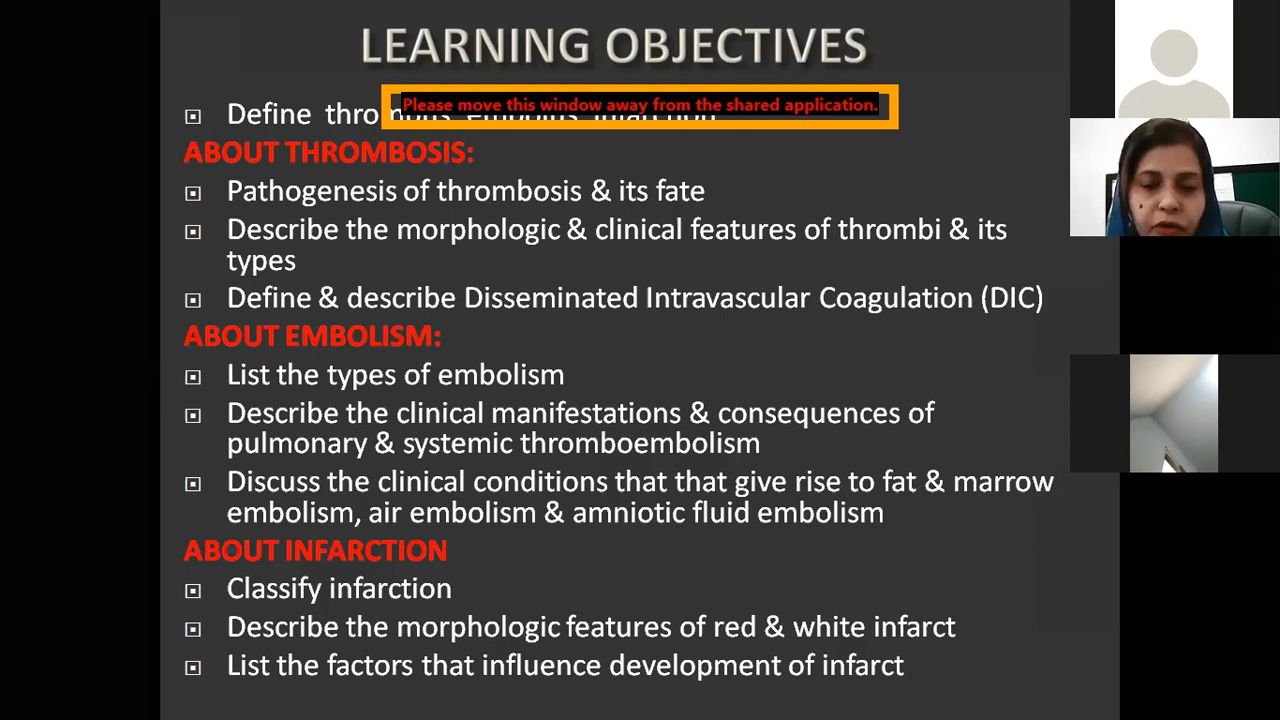 LEARNING OBJECTIVES
Please move this window away from the shared application.
▣ Define thrombus embolus infarction
ABOUT THROMBOSIS:
▣ Pathogenesis of thrombosis & its fate
▣ Describe the morphologic & clinical features of thrombi & its
types
▣ Define & describe Disseminated Intravascular Coagulation (DIC)
ABOUT EMBOLISM:
▣ List the types of embolism
▣ Describe the clinical manifestations & consequences of
pulmonary & systemic thromboembolism
▣ Discuss the clinical conditions that that give rise to fat & marrow
embolism, air embolism & amniotic fluid embolism
ABOUT INFARCTION
▣ Classify infarction
▣ Describe the morphologic features of red & white infarct
▣ List the factors that influence development of infarct